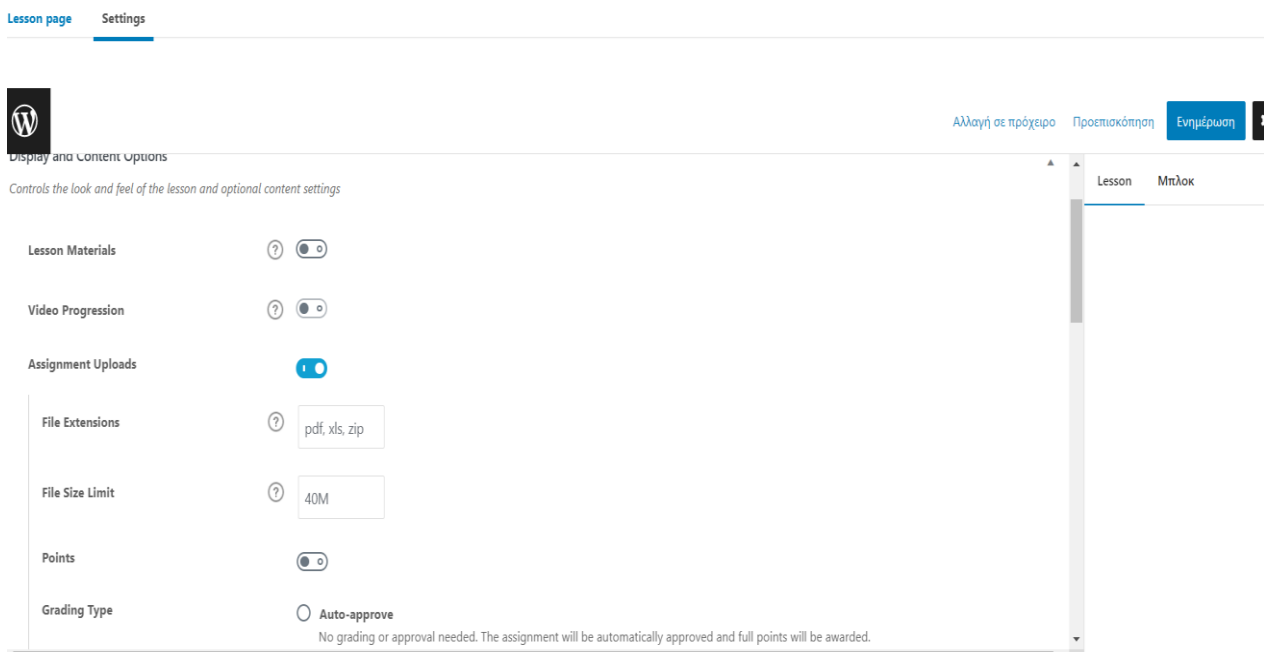 Lesson page Settings
Αλλαγή σε πρόχειρο Προεπισκόπηση Ενημέρωση
Display and Content Options
Controls the look and feel of the lesson and optional content settings
Lesson Μπλοκ
Lesson Materials ?
Video Progression ?
Assignment Uploads
File Extensions ? pdf, xls, zip
File Size Limit ? 40M
Points
Grading Type Auto-approve
No grading or approval needed. The assignment will be automatically approved and full points will be awarded.